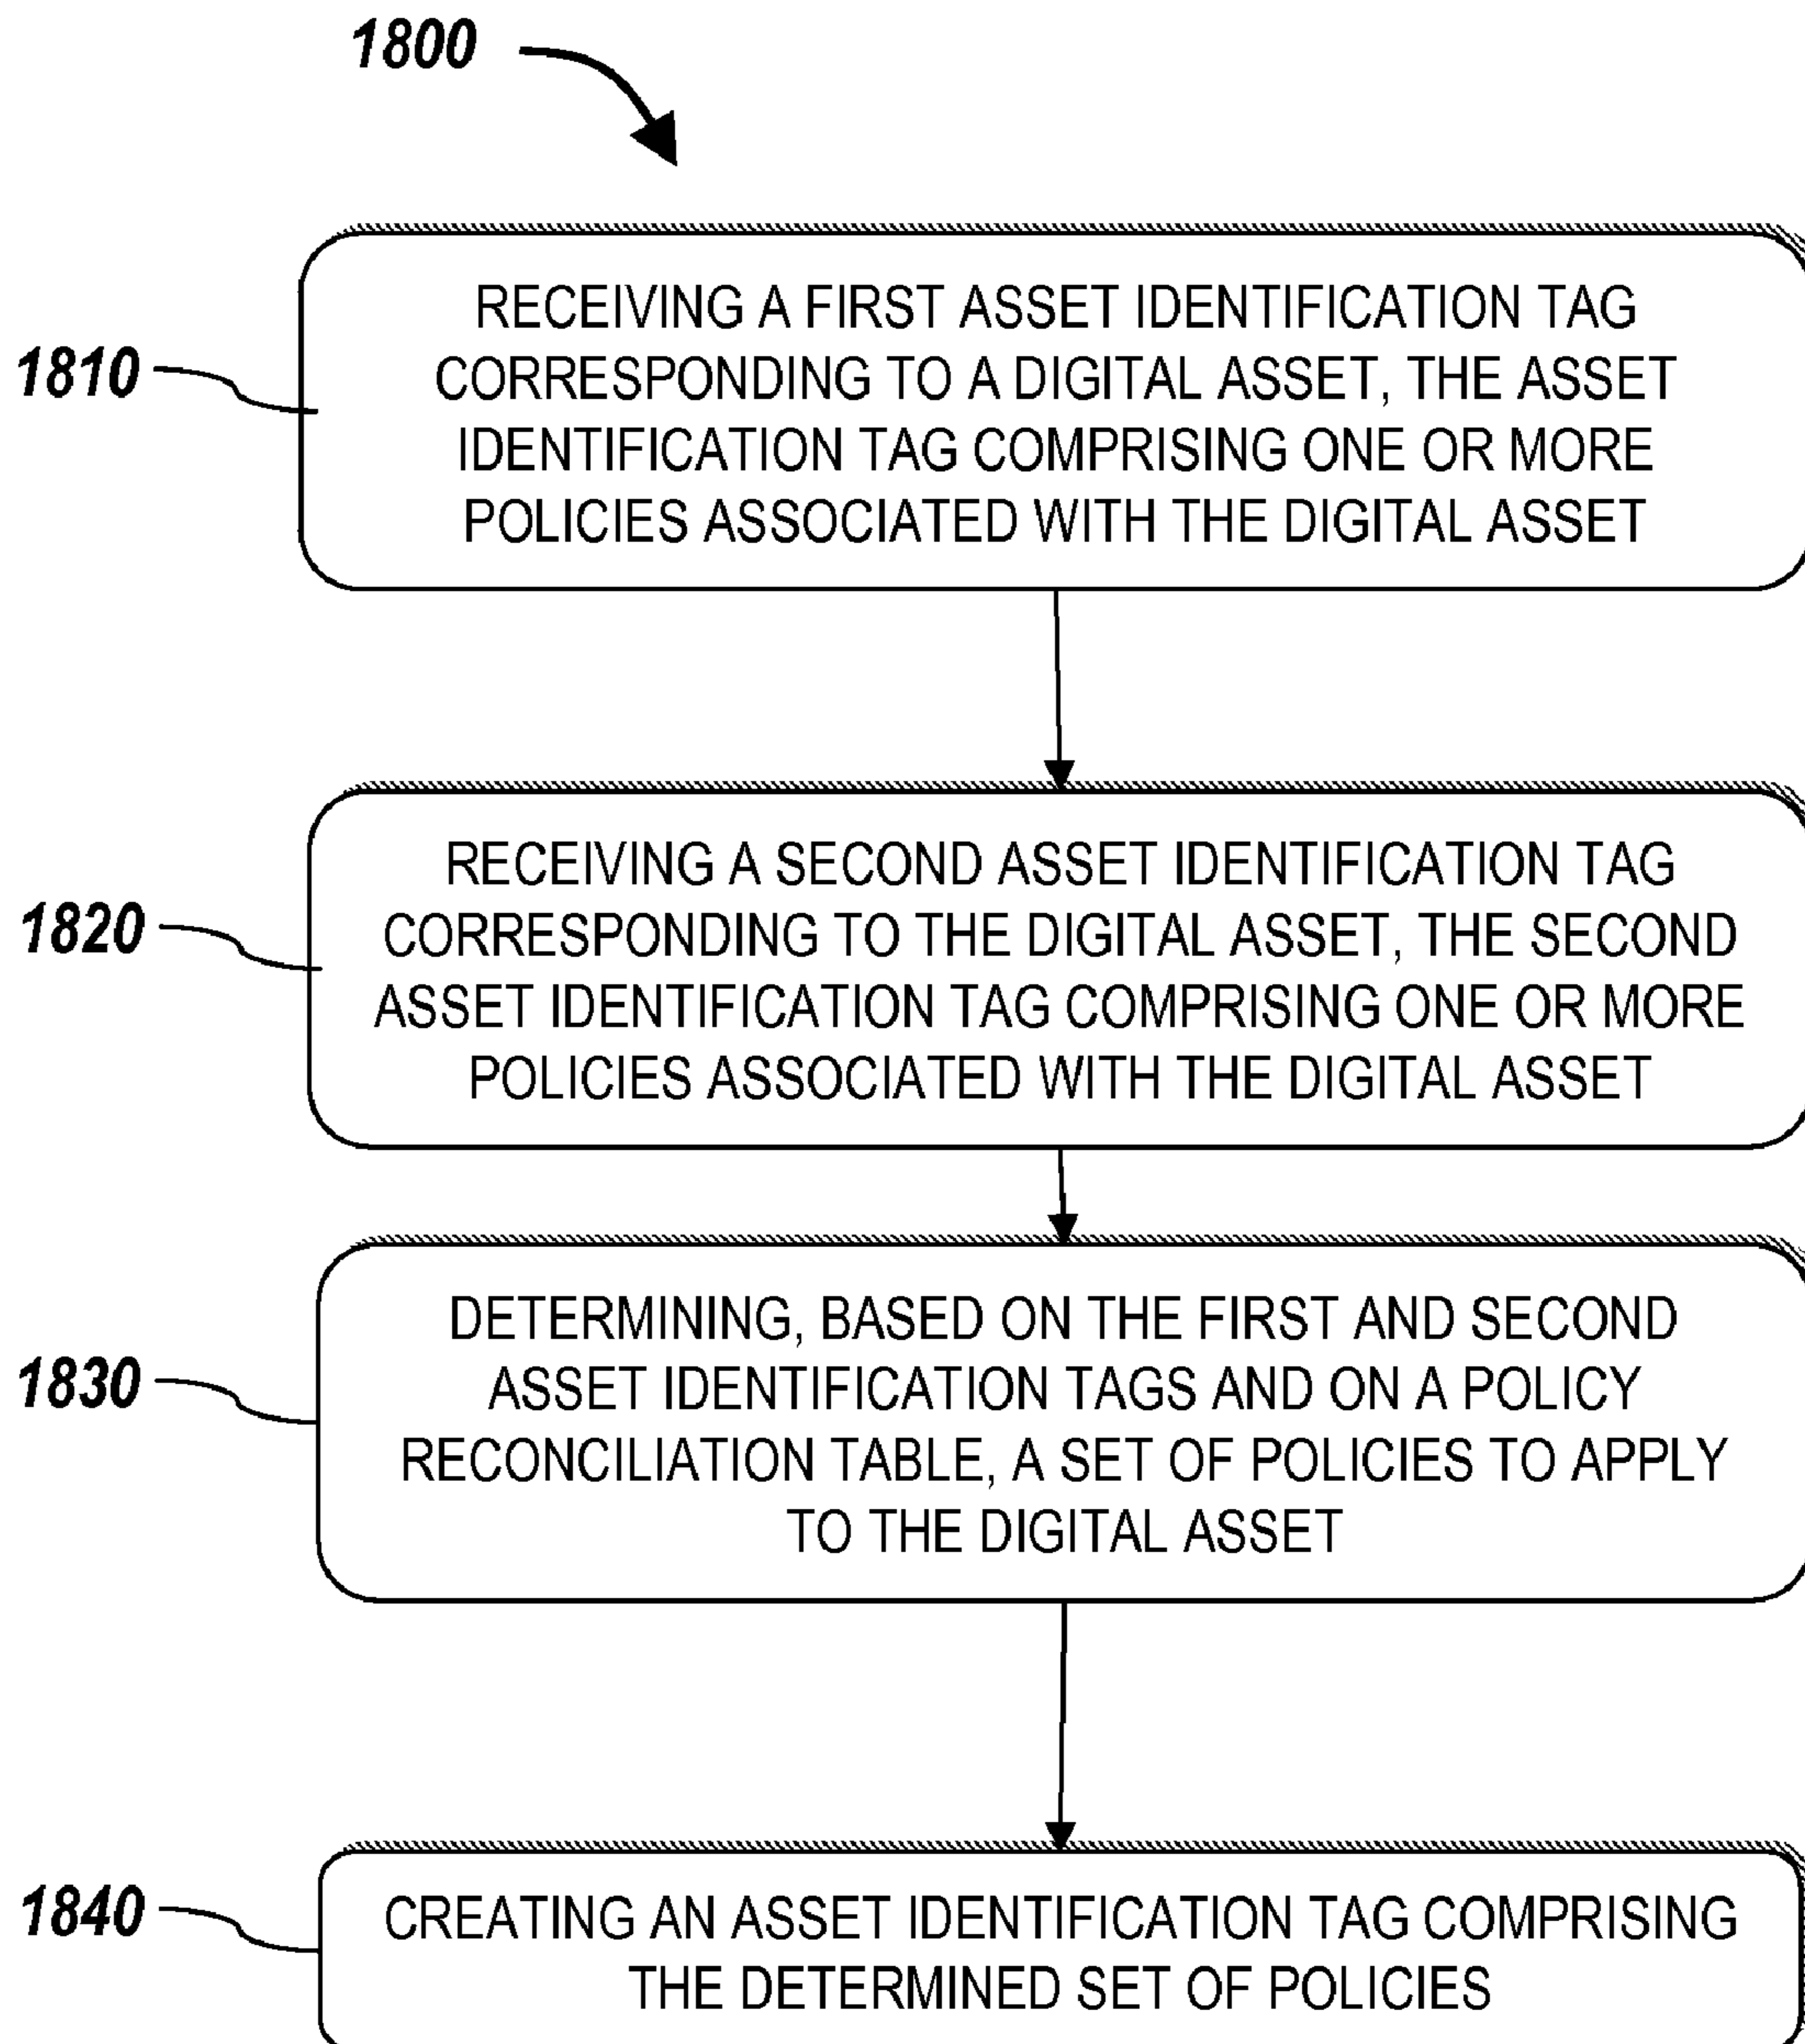 1800
1810
RECEIVING A FIRST ASSET IDENTIFICATION TAG
CORRESPONDING TO A DIGITAL ASSET, THE ASSET
IDENTIFICATION TAG COMPRISING ONE OR MORE
POLICIES ASSOCIATED WITH THE DIGITAL ASSET
1820
RECEIVING A SECOND ASSET IDENTIFICATION TAG
CORRESPONDING TO THE DIGITAL ASSET, THE SECOND
ASSET IDENTIFICATION TAG COMPRISING ONE OR MORE
POLICIES ASSOCIATED WITH THE DIGITAL ASSET
1830
DETERMINING, BASED ON THE FIRST AND SECOND
ASSET IDENTIFICATION TAGS AND ON A POLICY
RECONCILIATION TABLE, A SET OF POLICIES TO APPLY
TO THE DIGITAL ASSET
1840
CREATING AN ASSET IDENTIFICATION TAG COMPRISING
THE DETERMINED SET OF POLICIES